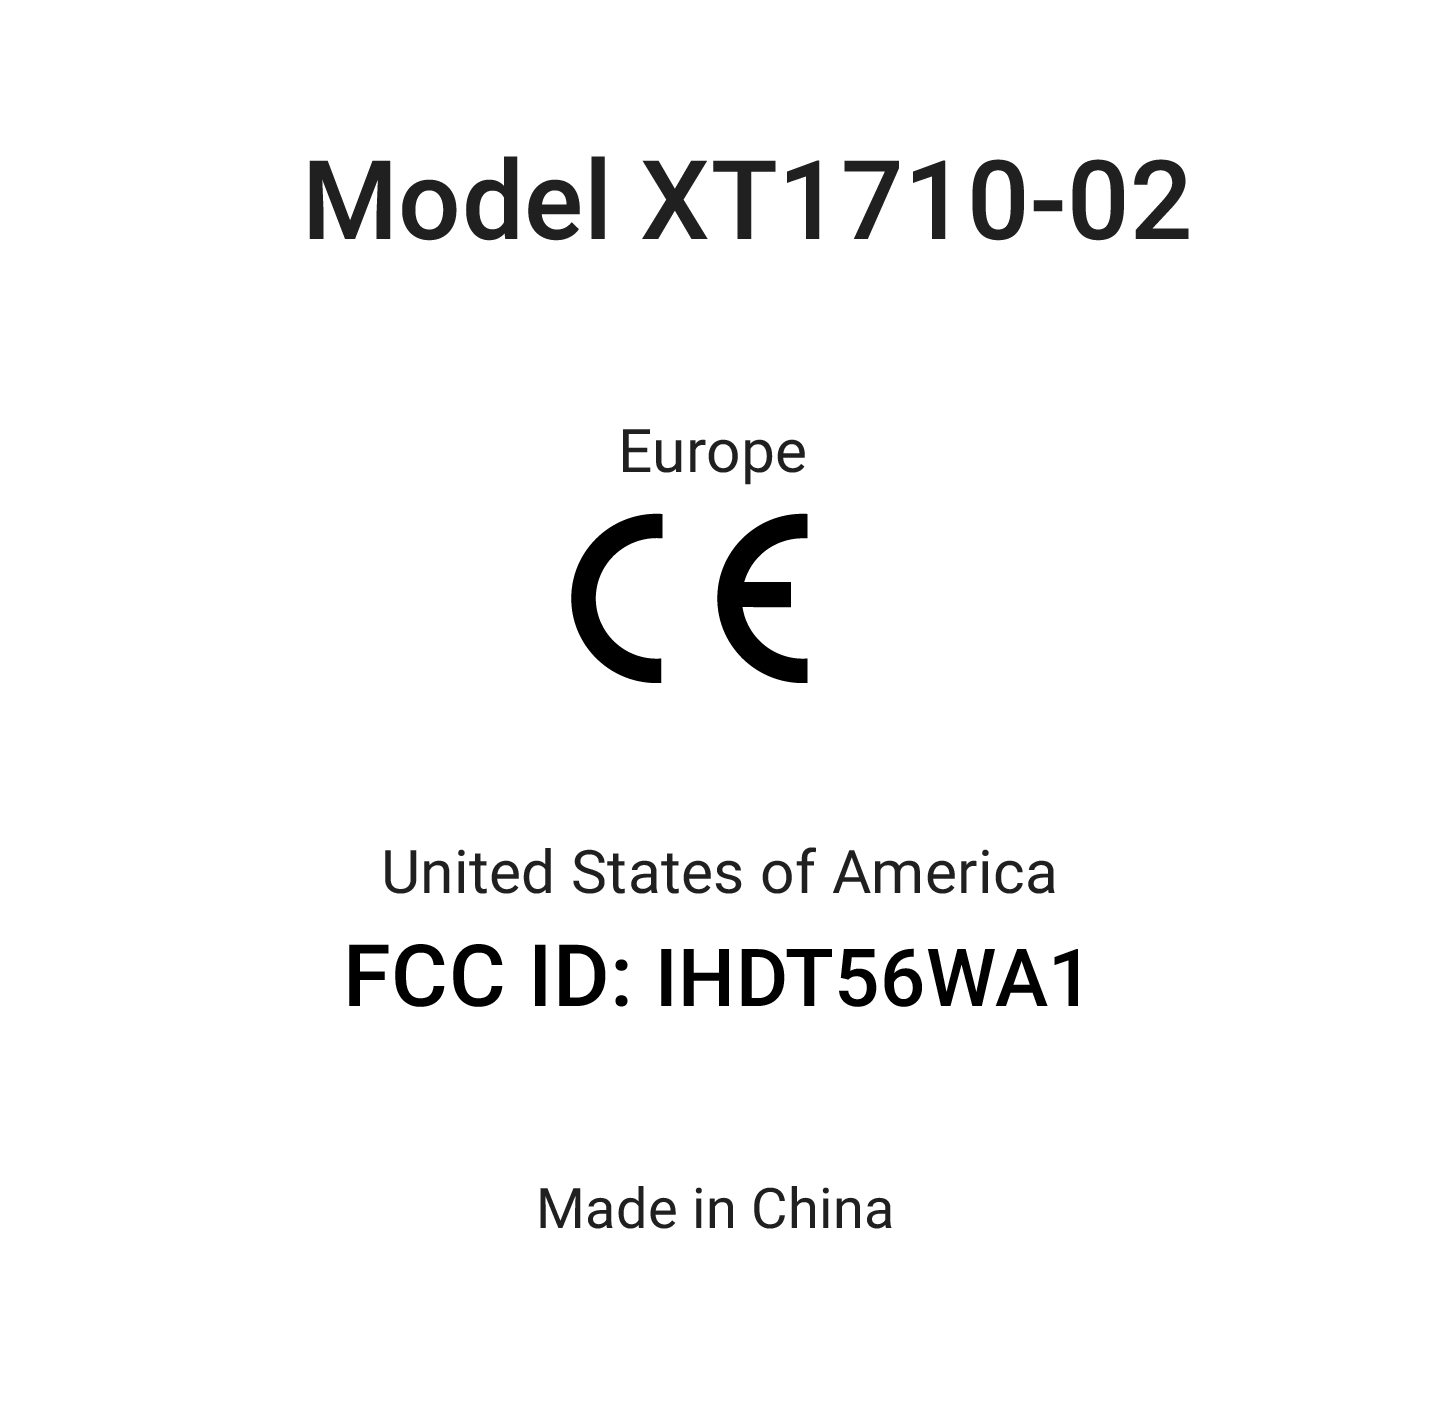 Model XT1710-02
Europe
CE
United States of America
FCC ID: IHDT56WA1
Made in China